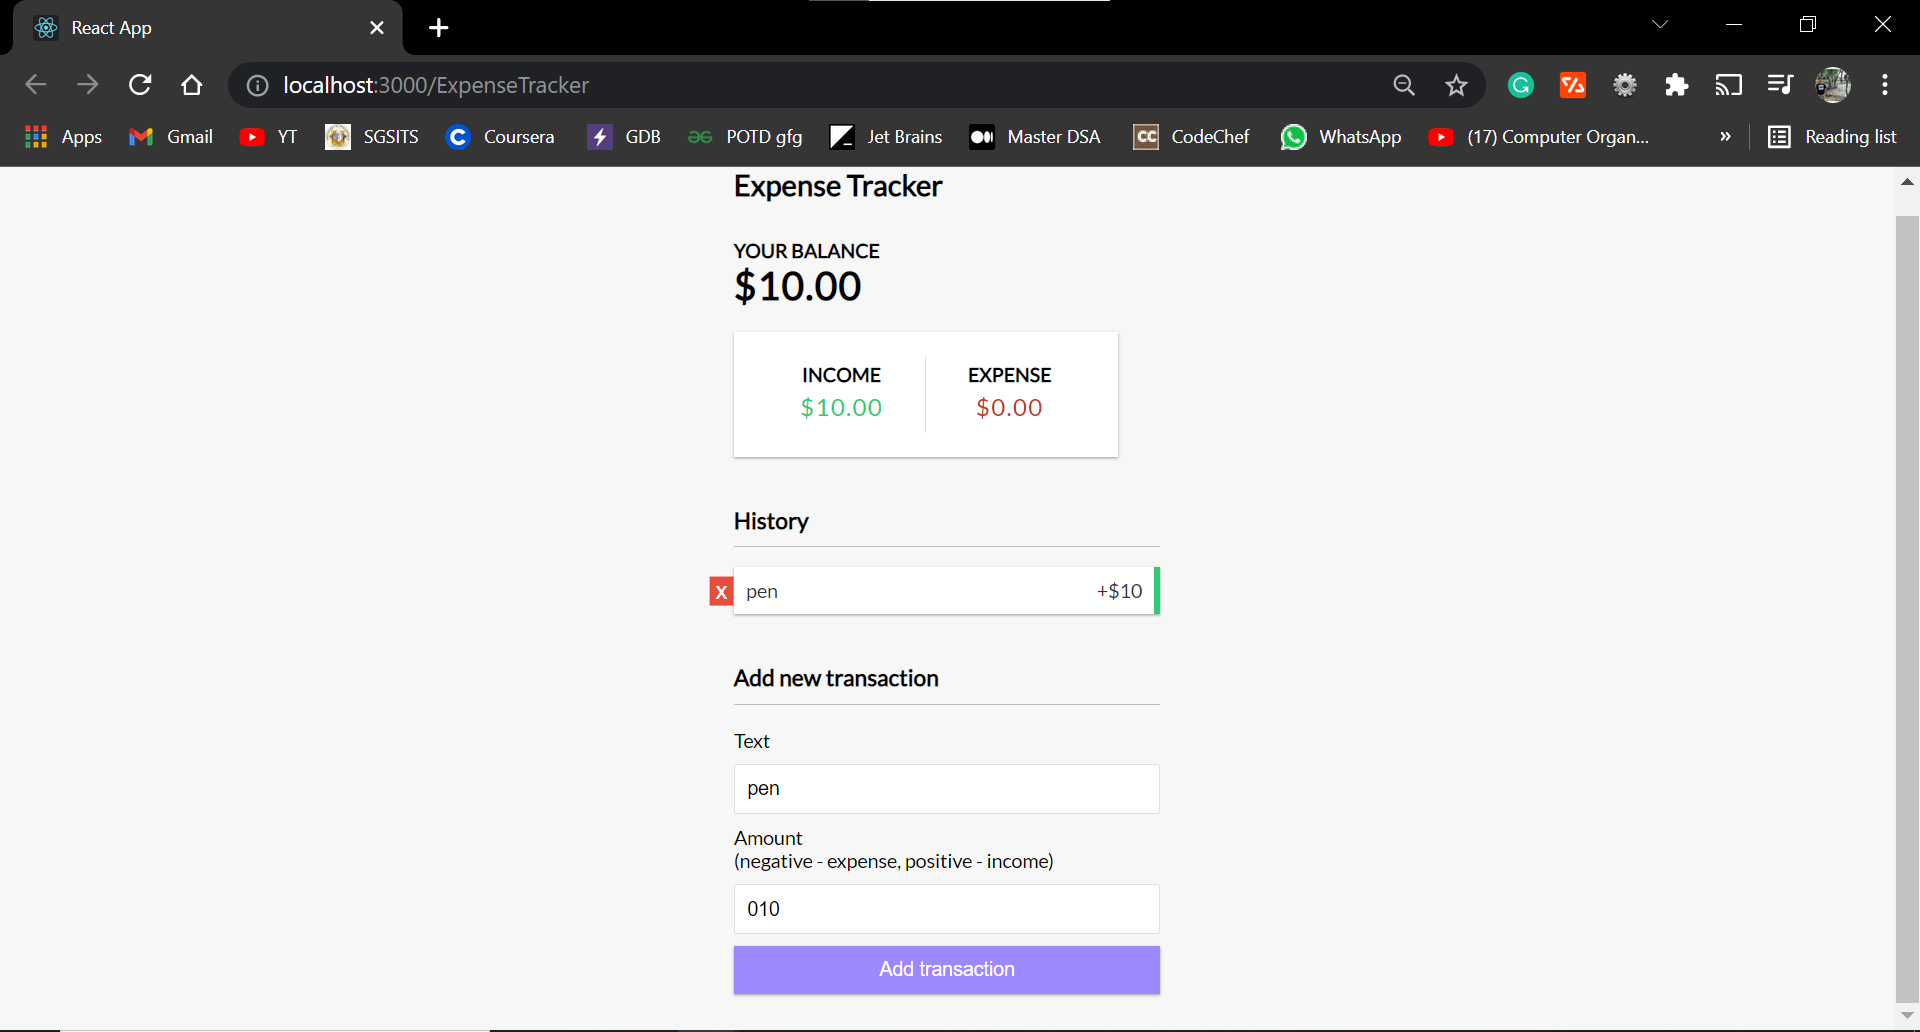 React App
localhost:3000/ExpenseTracker
Apps Gmail YT SGSITS Coursera GDB POTD gfg Jet Brains Master DSA CodeChef WhatsApp (17) Computer Organ... » Reading list
Expense Tracker
YOUR BALANCE
$10.00
INCOME EXPENSE
$10.00 $0.00
History
X pen +$10
Add new transaction
Text
pen
Amount
(negative - expense, positive - income)
010
Add transaction